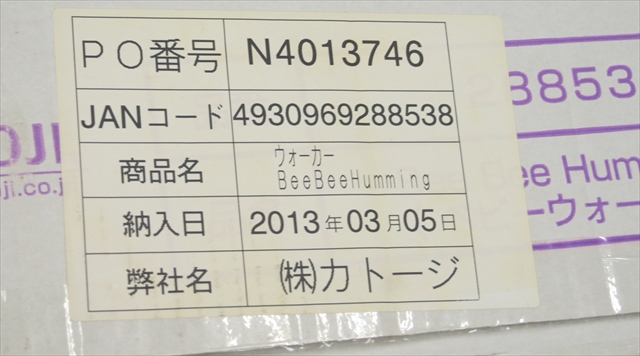 PO番号 N4013746
JANコード 4930969288538
商品名 ウォーカー
BeeBeeHumming
納入日 2013年03月05日
弊社名 ㈱カトージ
OJI
ji.co.jp
8853
ee Hum
ーウォー